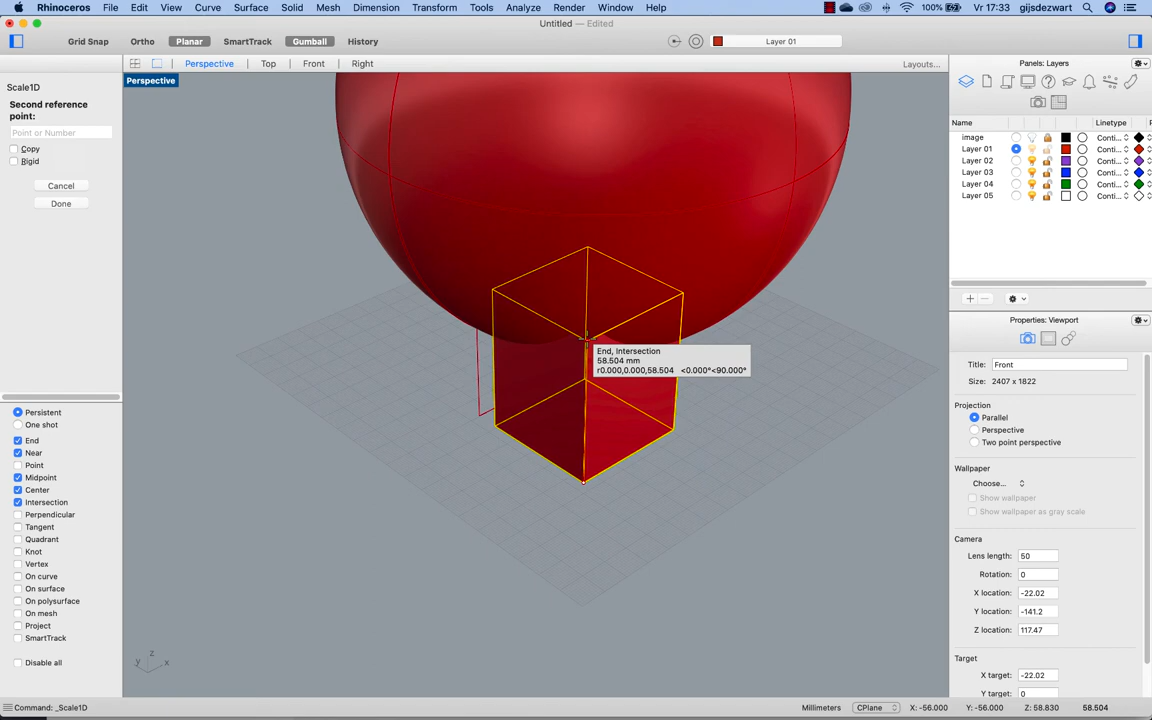 Rhinoceros File Edit View Curve Surface Solid Mesh Dimension Transform Tools Analyze Render Window Help 100% Vr 17:33 gijsdezwart
Untitled — Edited
Grid Snap Ortho Planar SmartTrack Gumball History Layer 01
Perspective Top Front Right Layouts... Panels: Layers
Perspective
Scale1D
Second reference
point:
Point or Number
Copy
Rigid
Cancel
Done
Persistent
One shot
End
Near
Point
Midpoint
Center
Intersection
Perpendicular
Tangent
Quadrant
Knot
Vertex
On curve
On surface
On polysurface
On mesh
Project
SmartTrack
Disable all
End, Intersection
58.504 mm
r0.000,0.000,58.504 <0.000°<90.000°
z
y x
Name Linetype P
image Conti...
Layer 01 Conti...
Layer 02 Conti...
Layer 03 Conti...
Layer 04 Conti...
Layer 05 Conti...
Properties: Viewport
Title: Front
Size: 2407 x 1822
Projection
Parallel
Perspective
Two point perspective
Wallpaper
Choose...
Show wallpaper
Show wallpaper as gray scale
Camera
Lens length: 50
Rotation: 0
X location: -22.02
Y location: -141.2
Z location: 117.47
Target
X target: -22.02
Y target: 0
Command: _Scale1D Millimeters CPlane X: -56.000 Y: -56.000 Z: 58.830 58.504